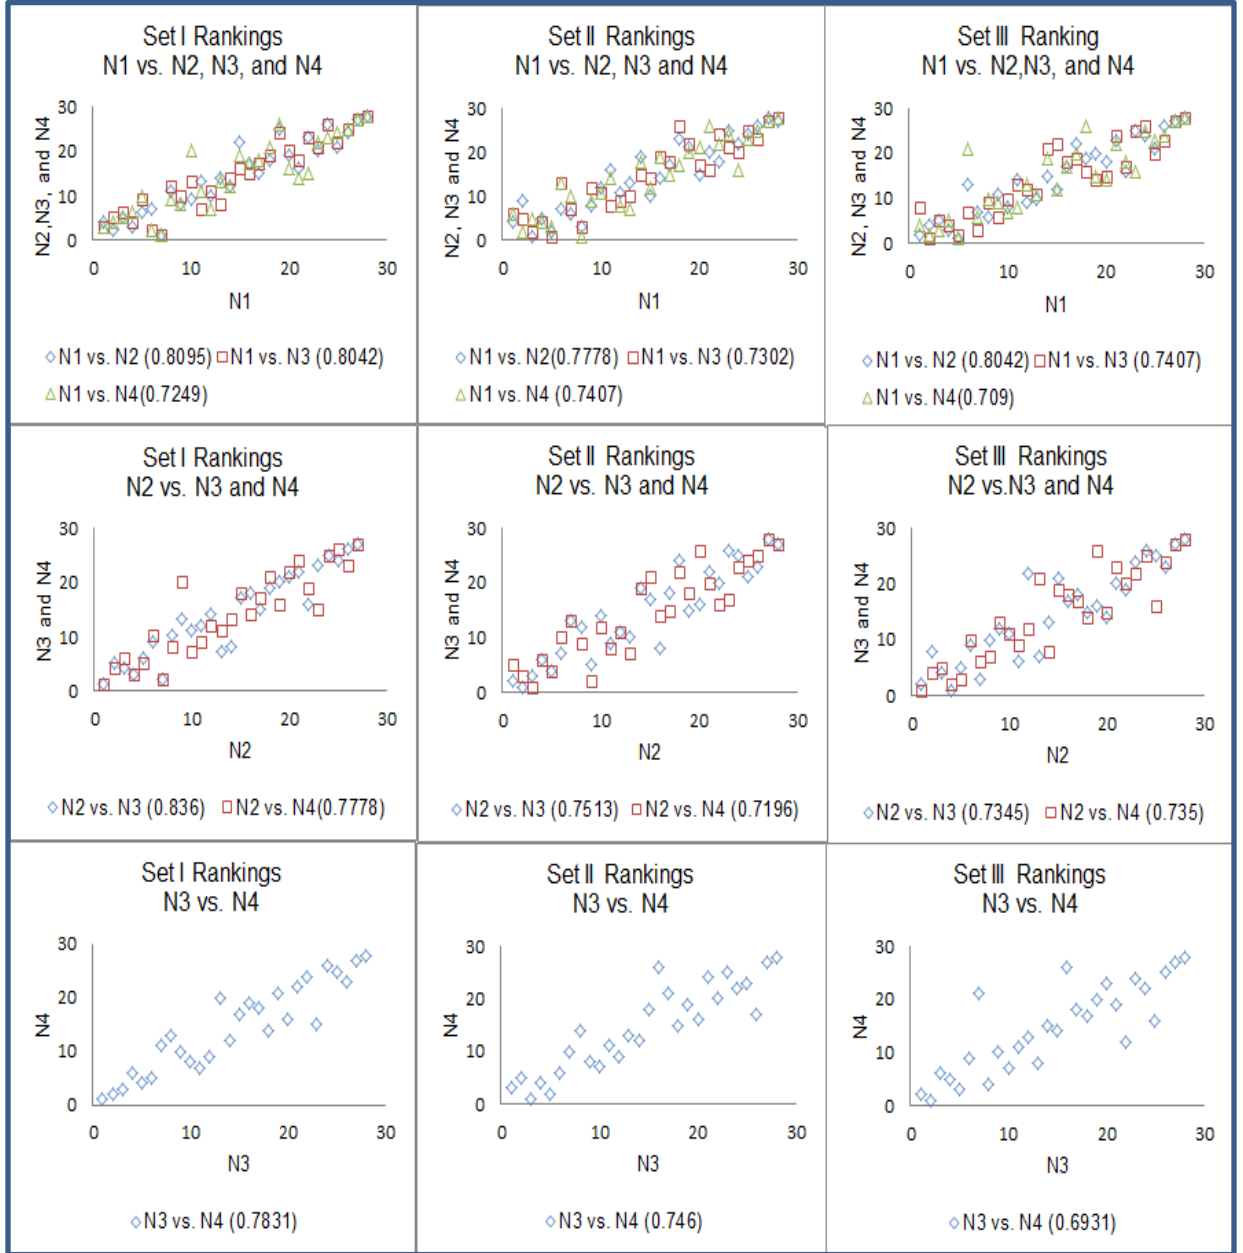 Set I Rankings
N1 vs. N2, N3, and N4
N2,N3, and N4
30
20
10
0
0 10 20 30
N1
N1 vs. N2 (0.8095) N1 vs. N3 (0.8042)
N1 vs. N4(0.7249)
Set II Rankings
N1 vs. N2, N3 and N4
N2, N3 and N4
30
20
10
0
0 10 20 30
N1
N1 vs. N2(0.7778) N1 vs. N3 (0.7302)
N1 vs. N4 (0.7407)
Set III Ranking
N1 vs. N2,N3, and N4
N2, N3 and N4
30
20
10
0
0 10 20 30
N1
N1 vs. N2 (0.8042) N1 vs. N3 (0.7407)
N1 vs. N4(0.709)
Set I Rankings
N2 vs. N3 and N4
N3 and N4
30
20
10
0
0 10 20 30
N2
N2 vs. N3 (0.836) N2 vs. N4(0.7778)
Set II Rankings
N2 vs. N3 and N4
N3 and N4
30
20
10
0
0 10 20 30
N2
N2 vs. N3 (0.7513) N2 vs. N4 (0.7196)
Set III Rankings
N2 vs.N3 and N4
N3 and N4
30
20
10
0
0 10 20 30
N2
N2 vs. N3 (0.7345) N2 vs. N4 (0.735)
Set I Rankings
N3 vs. N4
N4
30
20
10
0
0 10 20 30
N3
N3 vs. N4 (0.7831)
Set II Rankings
N3 vs. N4
N4
30
20
10
0
0 10 20 30
N3
N3 vs. N4 (0.746)
Set III Rankings
N3 vs. N4
N4
30
20
10
0
0 10 20 30
N3
N3 vs. N4 (0.6931)